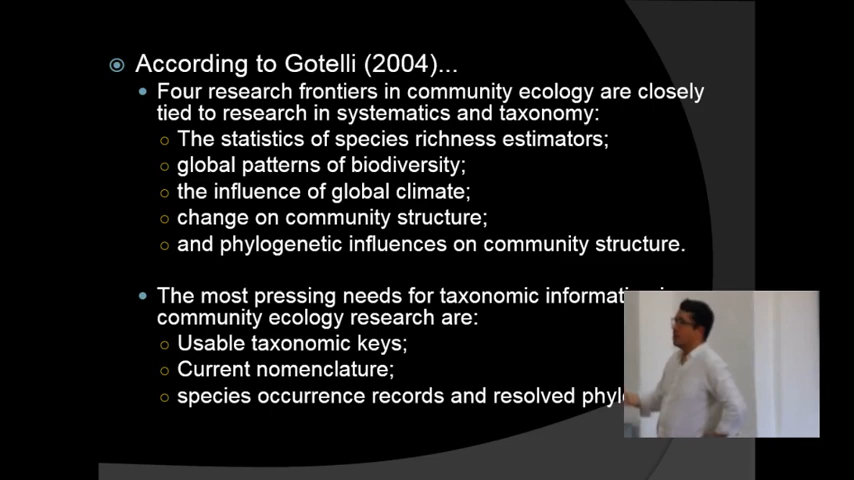 According to Gotelli (2004)...
Four research frontiers in community ecology are closely
tied to research in systematics and taxonomy:
The statistics of species richness estimators;
global patterns of biodiversity;
the influence of global climate;
change on community structure;
and phylogenetic influences on community structure.
The most pressing needs for taxonomic
community ecology research are:
Usable taxonomic keys;
Current nomenclature;
species occurrence records and resolved